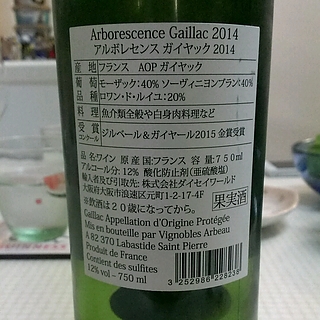 Arborescence Gaillac 2014
アルボレセンス ガイヤック 2014
産地 フランス AOP ガイヤック
葡萄品種 モーザック:40% ソーヴィニヨンブラン:40%
ロワン・ド・ルイユ:20%
料理 魚介類全般や白身肉料理など
受賞コンクール ジルベール&ガイヤール2015 金賞受賞
品名:ワイン 原産国:フランス 容量:750ml
アルコール分:12% 酸化防止剤(亜硫酸塩)
輸入者及び引取先:株式会社ダイセイワールド
大阪府大阪市浪速区元町1-2-17-4F
※飲酒は20歳になってから。
果実酒
Gaillac Appellation d'Origine Protégée
Mis en bouteille par Vignobles Arbeau
A 82 370 Labastide Saint Pierre
Produit de France
Contient des sulfites
12% vol~750 ml
3 252986 228235